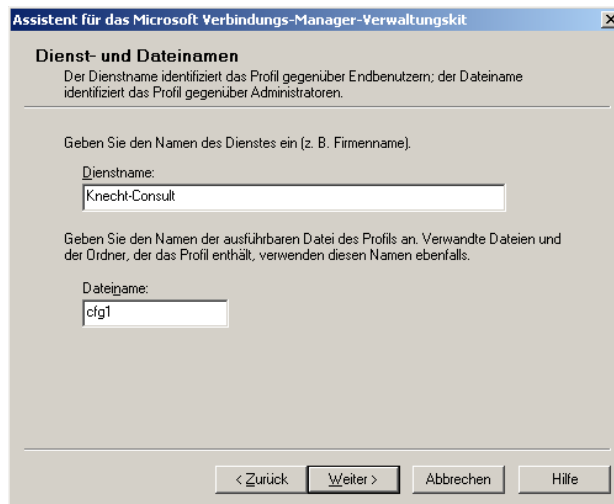 Assistent für das Microsoft Verbindungs-Manager-Verwaltungskit
Dienst- und Dateinamen
Der Dienstname identifiziert das Profil gegenüber Endbenutzern; der Dateiname
identifiziert das Profil gegenüber Administratoren.
Geben Sie den Namen des Dienstes ein (z. B. Firmenname).
Dienstname:
Knecht-Consult
Geben Sie den Namen der ausführbaren Datei des Profils an. Verwandte Dateien und
der Ordner, der das Profil enthält, verwenden diesen Namen ebenfalls.
Dateiname:
cfg1
< Zurück Weiter > Abbrechen Hilfe